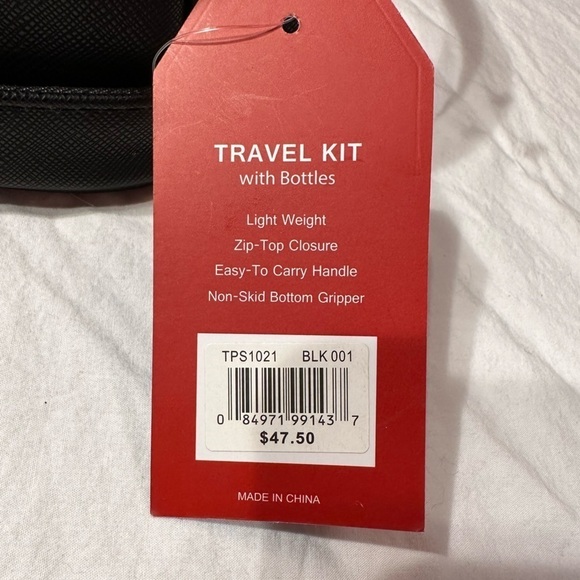 TRAVEL KIT
with Bottles
Light Weight
Zip-Top Closure
Easy-To Carry Handle
Non-Skid Bottom Gripper
TPS1021 BLK 001
0 84971 99143 7
$47.50
MADE IN CHINA